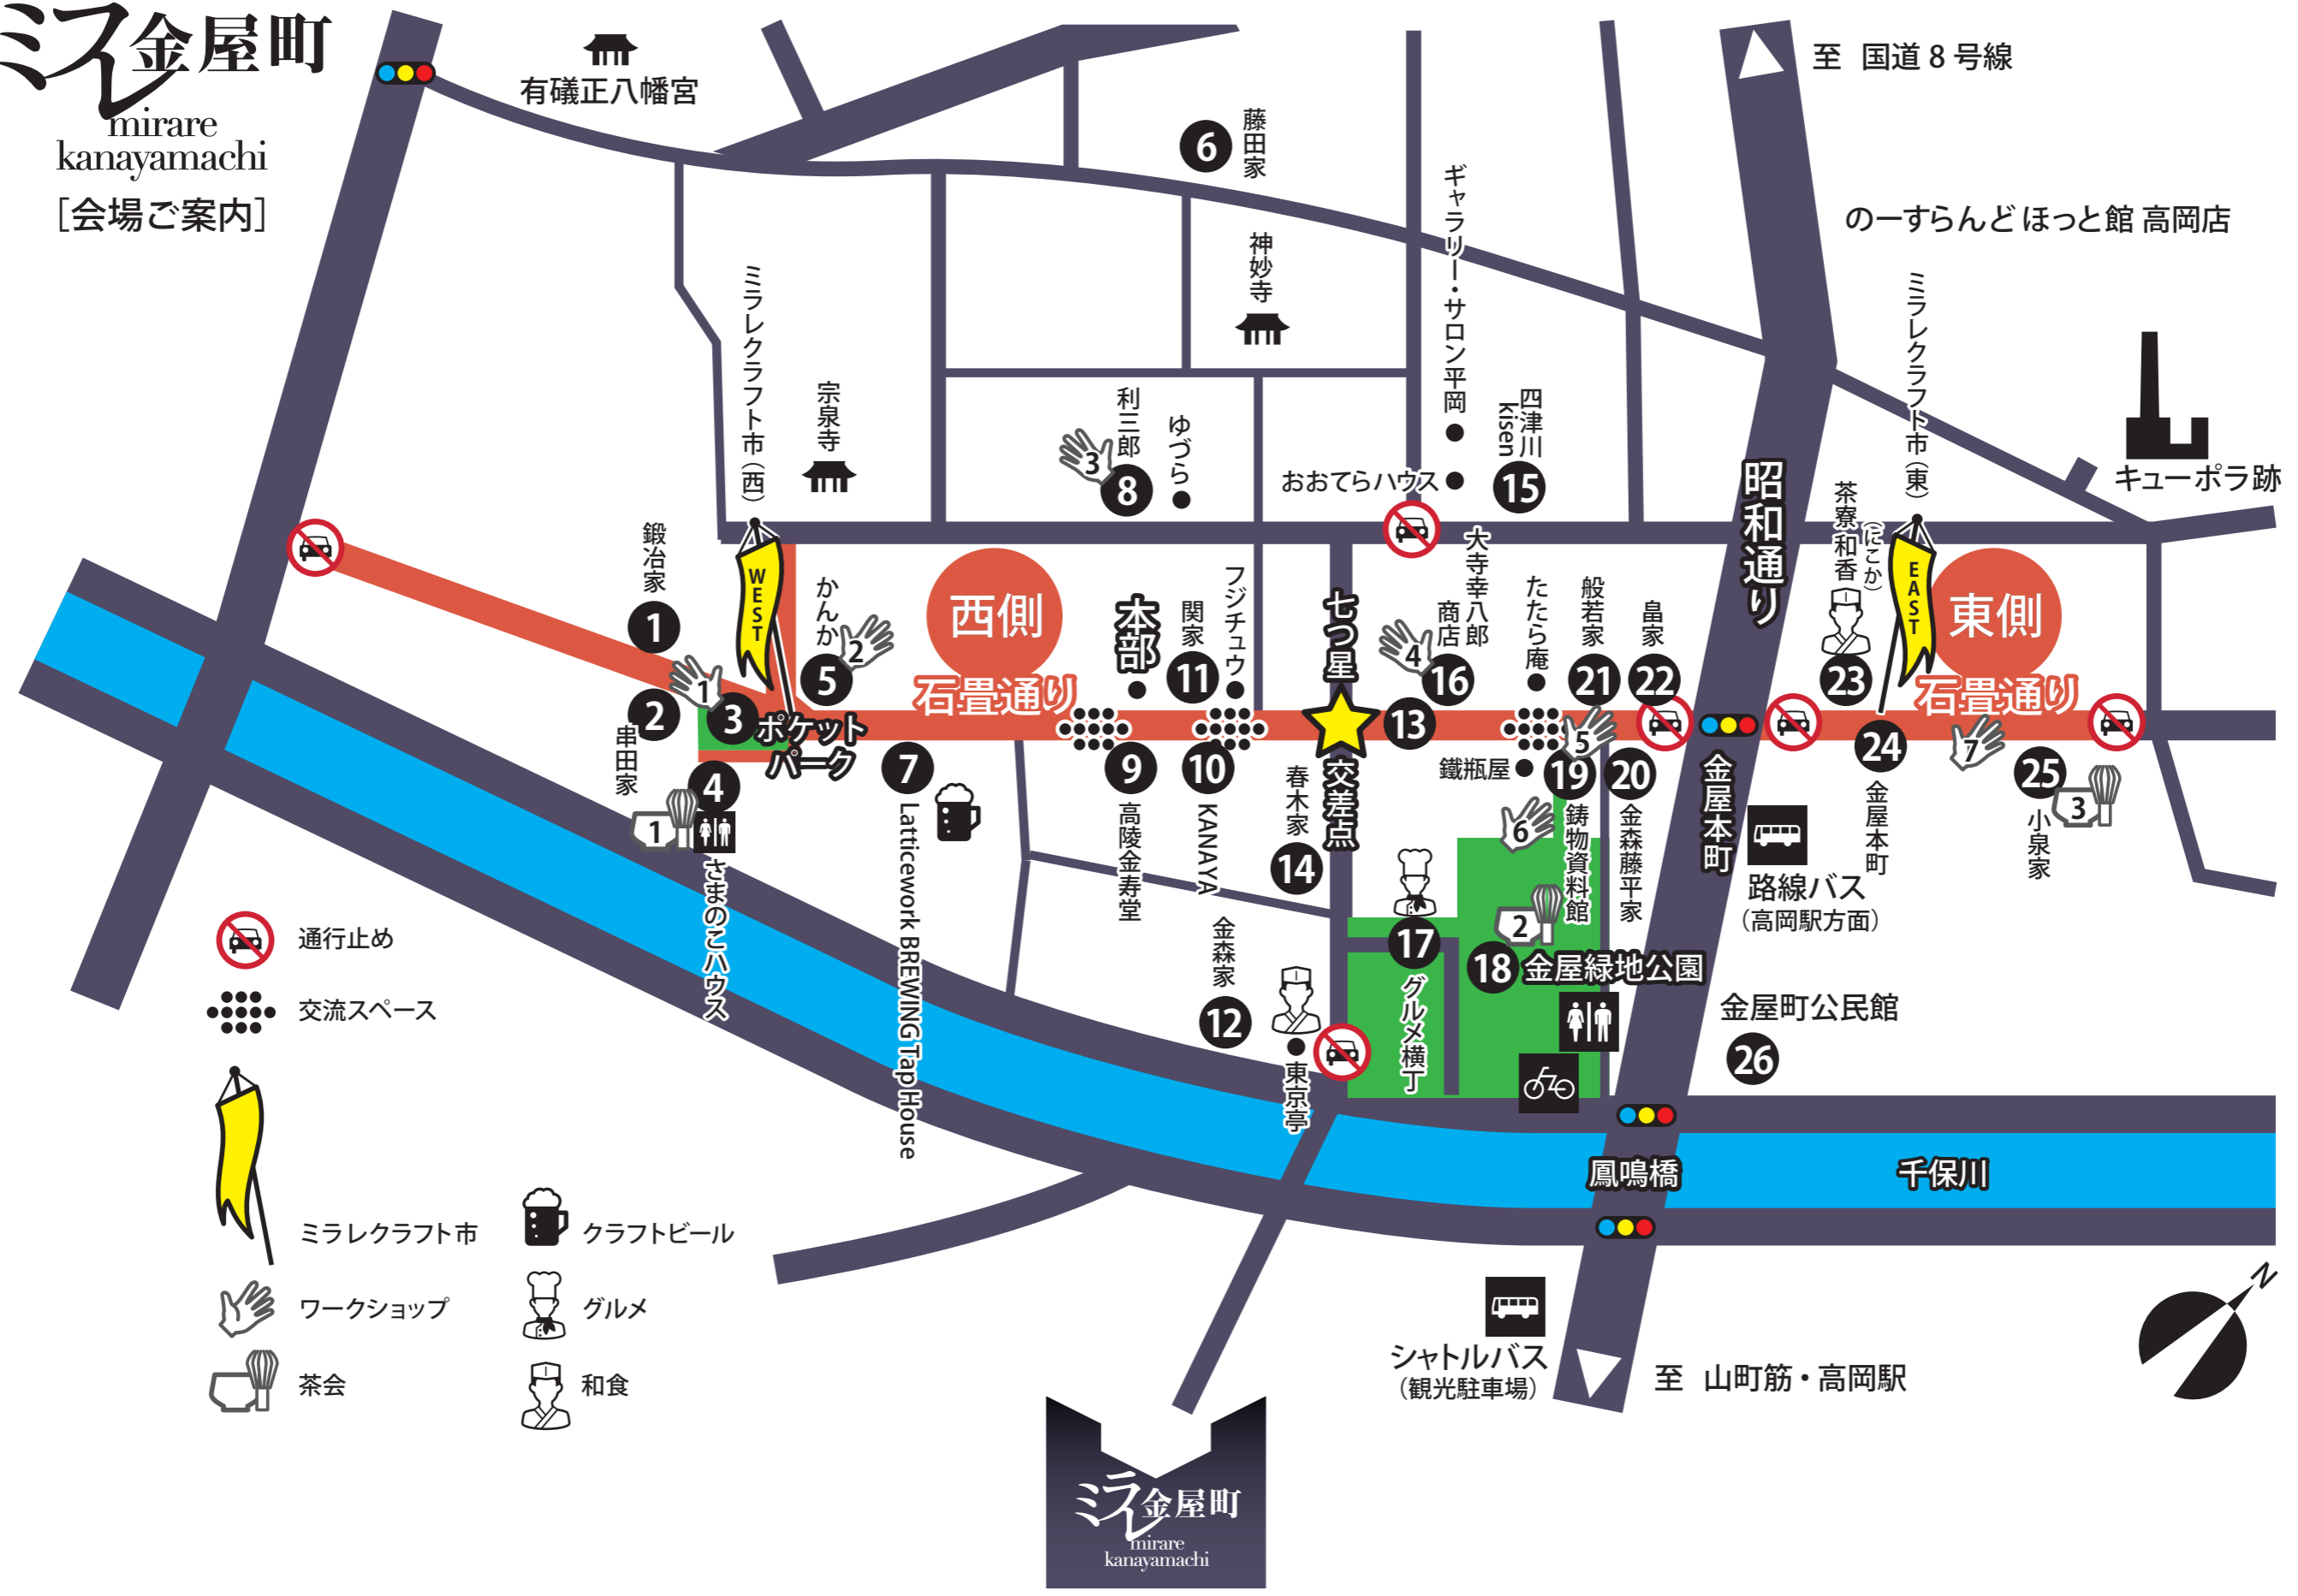 ミラレ金屋町
mirare
kanayamachi
［会場ご案内］
有礒正八幡宮
至 国道8号線
6
藤田家
ギャラリー・サロン平岡
のーすらんど ほっと館 高岡店
神妙寺
ミラレクラフト市（西）
ミラレクラフト市（東）
宗泉寺
3
利三郎
8
ゆづら
おおてらハウス
四津川
kisen
15
昭和通り
茶寮和香
（にこか）
キューポラ跡
WEST
EAST
鍛冶家
1
かんか
5
2
西側
石畳通り
本部
関家
11
フジチュウ
七つ星
交差点
大寺幸八郎
商店
4
16
13
たたら庵
般若家
21
畠家
22
23
東側
石畳通り
串田家
2
1
3
ポケット
パーク
4
1
さまのこハウス
7
Latticework BREWING Tap House
9
高陵金寿堂
10
KANAYA
春木家
14
鐵瓶屋
5
19
鋳物資料館
20
金森藤平家
金屋本町
24
金屋本町
7
25
小泉家
3
路線バス
（高岡駅方面）
6
2
17
グルメ横丁
18
金屋緑地公園
金森家
12
東京亭
金屋町公民館
26
鳳鳴橋
千保川
通行止め
交流スペース
ミラレクラフト市
クラフトビール
ワークショップ
グルメ
茶会
和食
シャトルバス
（観光駐車場）
至 山町筋・高岡駅
N
ミラレ金屋町
mirare
kanayamachi